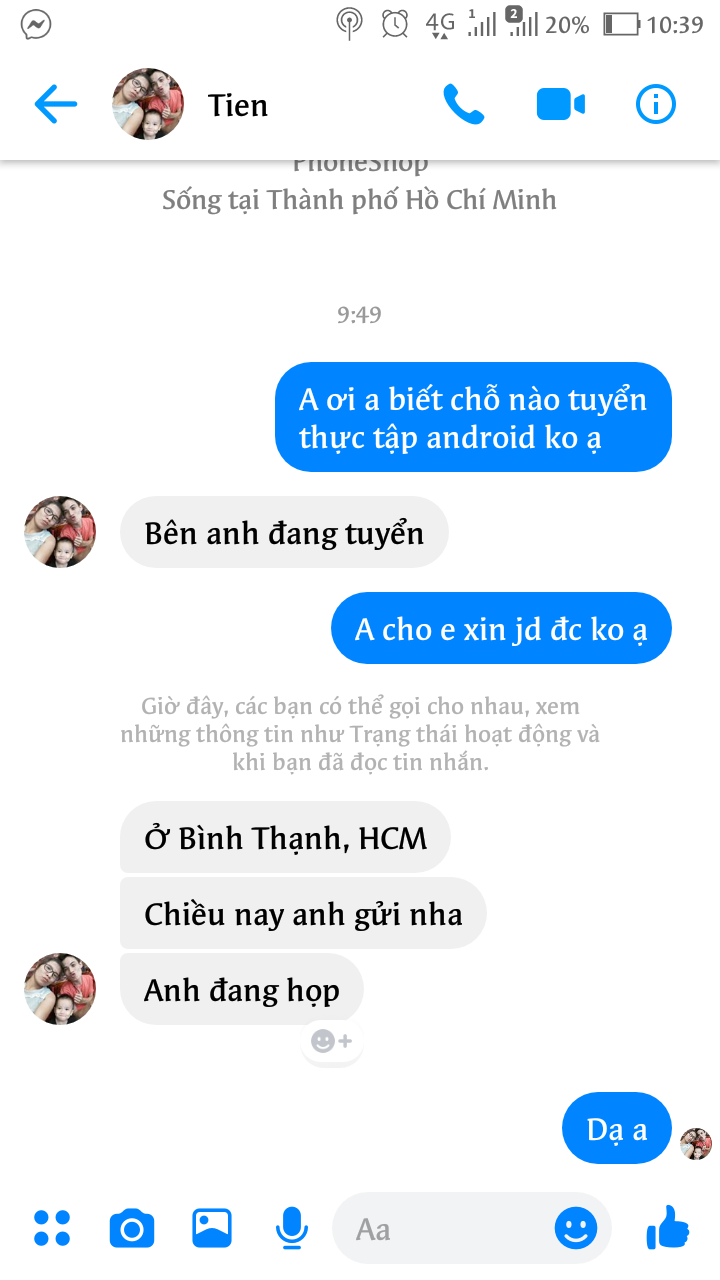 4G 1 2 20% 10:39
Tien
PhoneShop
Sống tại Thành phố Hồ Chí Minh
9:49
A ơi a biết chỗ nào tuyển
thực tập android ko ạ
Bên anh đang tuyển
A cho e xin jd đc ko ạ
Giờ đây, các bạn có thể gọi cho nhau, xem
những thông tin như Trạng thái hoạt động và
khi bạn đã đọc tin nhắn.
Ở Bình Thạnh, HCM
Chiều nay anh gửi nha
Anh đang họp
Dạ a
Aa